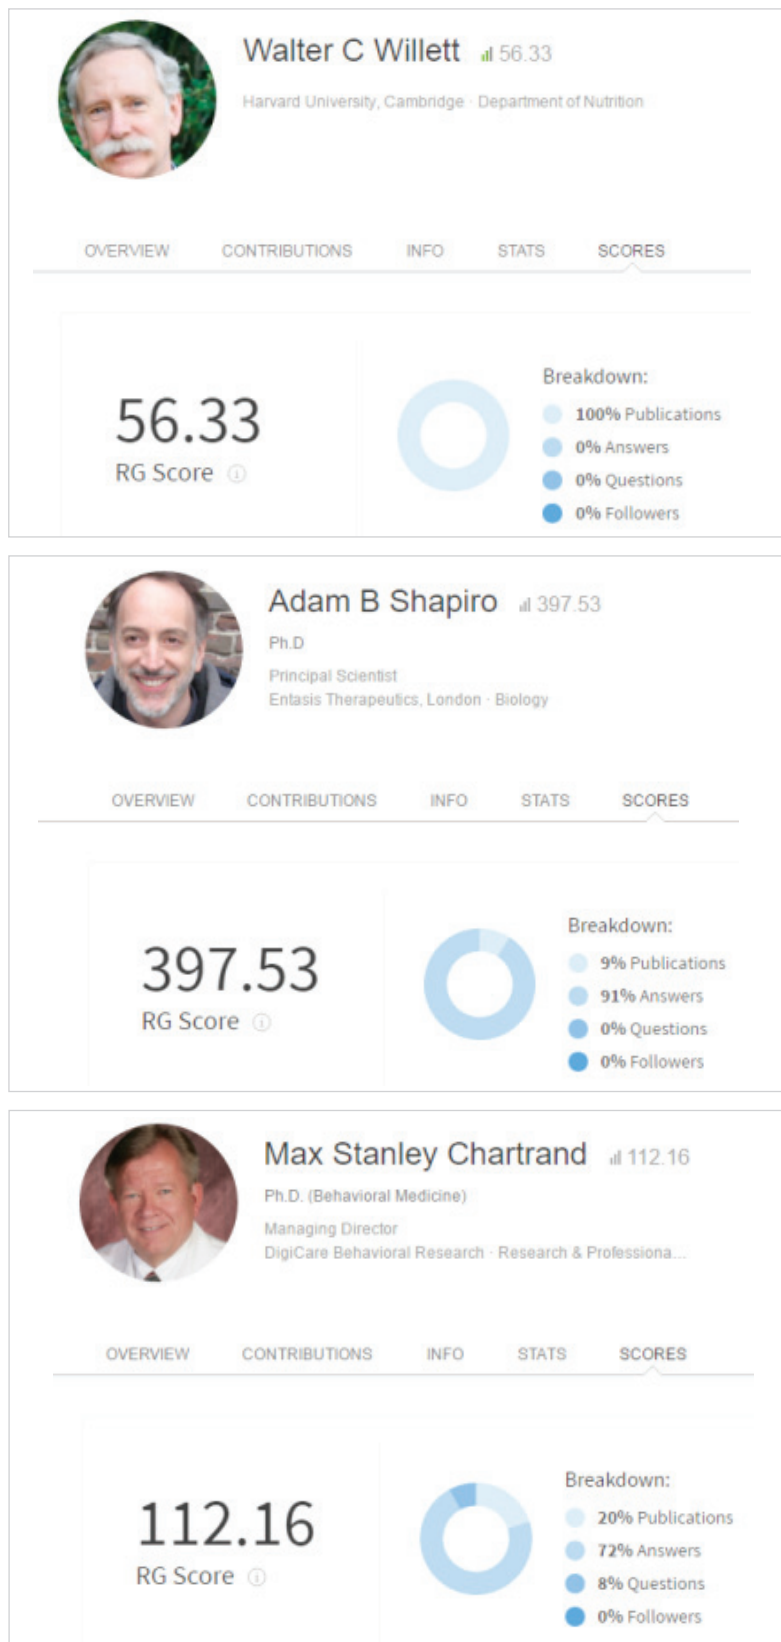 Walter C Willett 56.33
Harvard University, Cambridge · Department of Nutrition
OVERVIEW CONTRIBUTIONS INFO STATS SCORES
56.33
RG Score
Breakdown:
100% Publications
0% Answers
0% Questions
0% Followers
Adam B Shapiro 397.53
Ph.D
Principal Scientist
Entasis Therapeutics, London · Biology
OVERVIEW CONTRIBUTIONS INFO STATS SCORES
397.53
RG Score
Breakdown:
9% Publications
91% Answers
0% Questions
0% Followers
Max Stanley Chartrand 112.16
Ph.D. (Behavioral Medicine)
Managing Director
DigiCare Behavioral Research · Research & Professiona...
OVERVIEW CONTRIBUTIONS INFO STATS SCORES
112.16
RG Score
Breakdown:
20% Publications
72% Answers
8% Questions
0% Followers